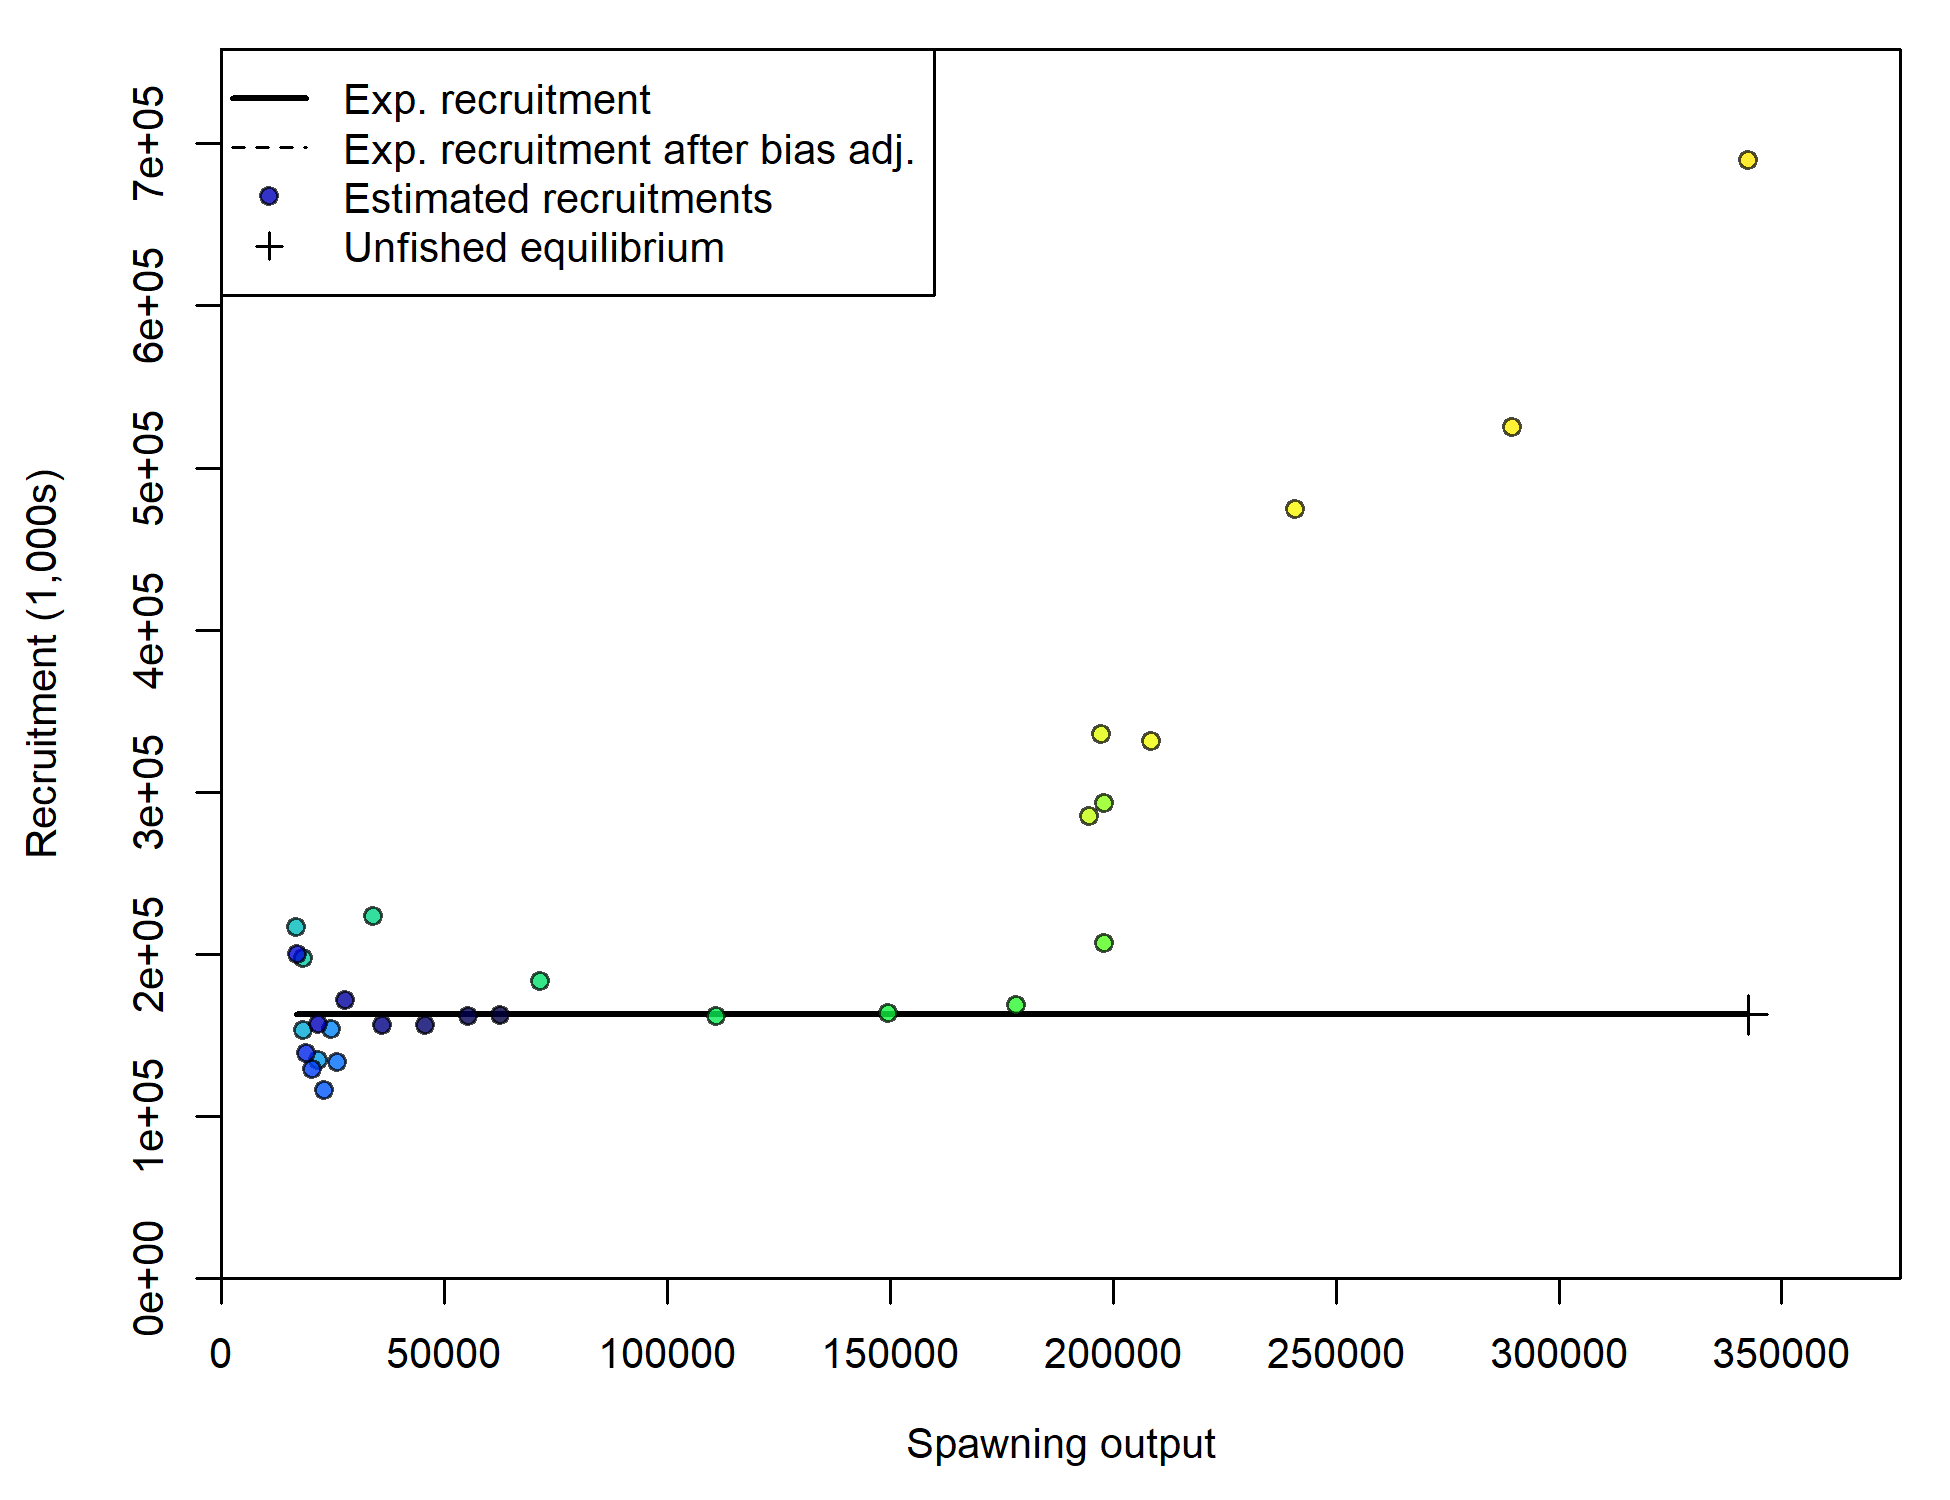 Exp. recruitment
Exp. recruitment after bias adj.
Estimated recruitments
Unfished equilibrium
Recruitment (1,000s)
7e+05
6e+05
5e+05
4e+05
3e+05
2e+05
1e+05
0e+00
0 50000 100000 150000 200000 250000 300000 350000
Spawning output